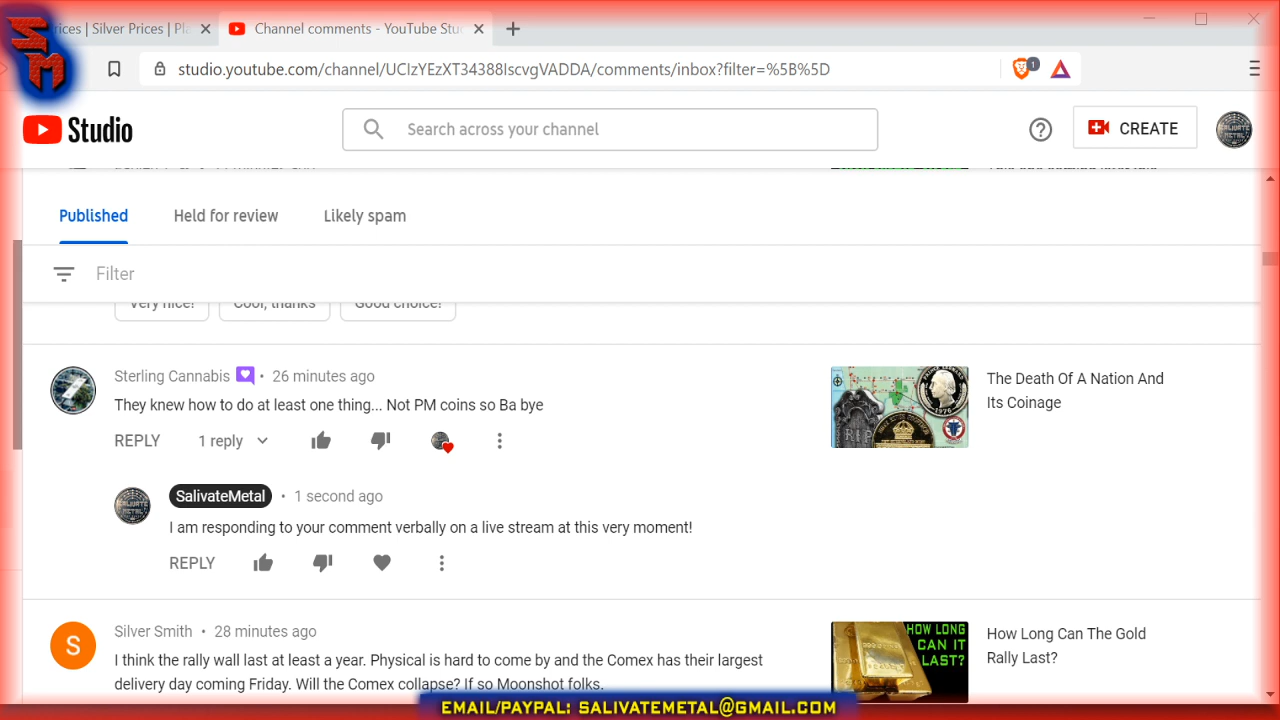 SM
rices | Silver Prices | Pla
Channel comments - YouTube Stu
studio.youtube.com/channel/UCIzYEzXT34388IscvgVADDA/comments/inbox?filter=%5B%5D
1
Studio
Search across your channel
CREATE
SALIVATE METAL
Published
Held for review
Likely spam
Filter
Very nice!
Cool, thanks
Good choice!
Sterling Cannabis • 26 minutes ago
They knew how to do at least one thing... Not PM coins so Ba bye
REPLY
1 reply
The Death Of A Nation And
Its Coinage
RIP
1976
SalivateMetal • 1 second ago
I am responding to your comment verbally on a live stream at this very moment!
REPLY
S
Silver Smith • 28 minutes ago
I think the rally wall last at least a year. Physical is hard to come by and the Comex has their largest
delivery day coming Friday. Will the Comex collapse? If so Moonshot folks.
HOW LONG
CAN IT
LAST?
How Long Can The Gold
Rally Last?
EMAIL/PAYPAL: SALIVATEMETAL@GMAIL.COM